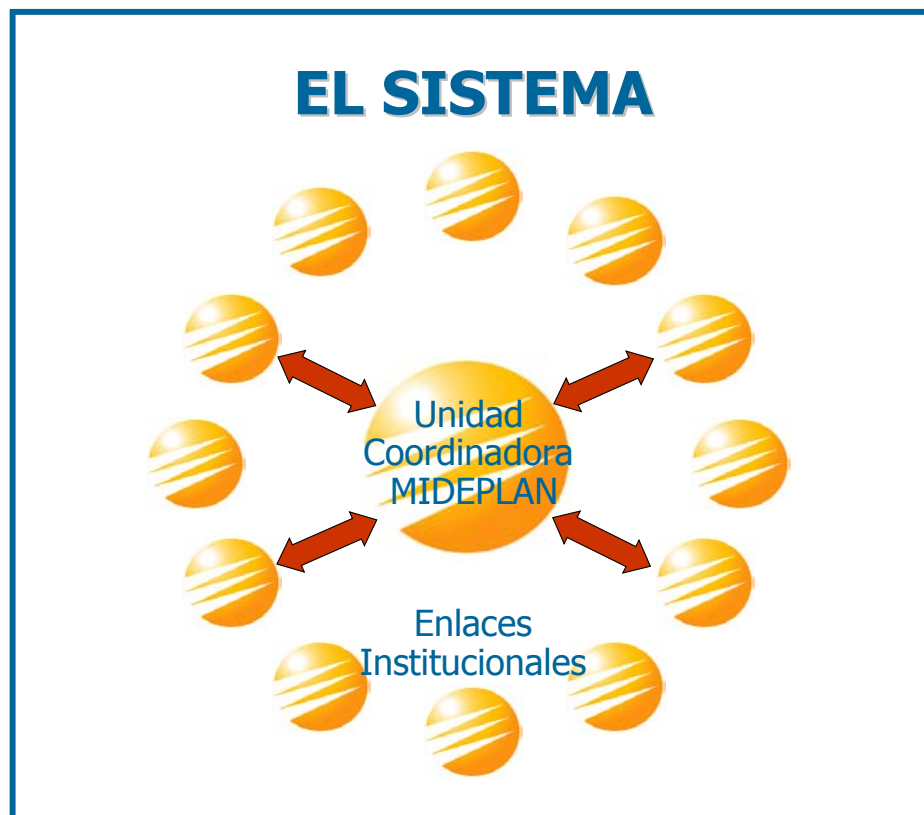 EL SISTEMA
Unidad
Coordinadora
MIDEPLAN
Enlaces
Institucionales